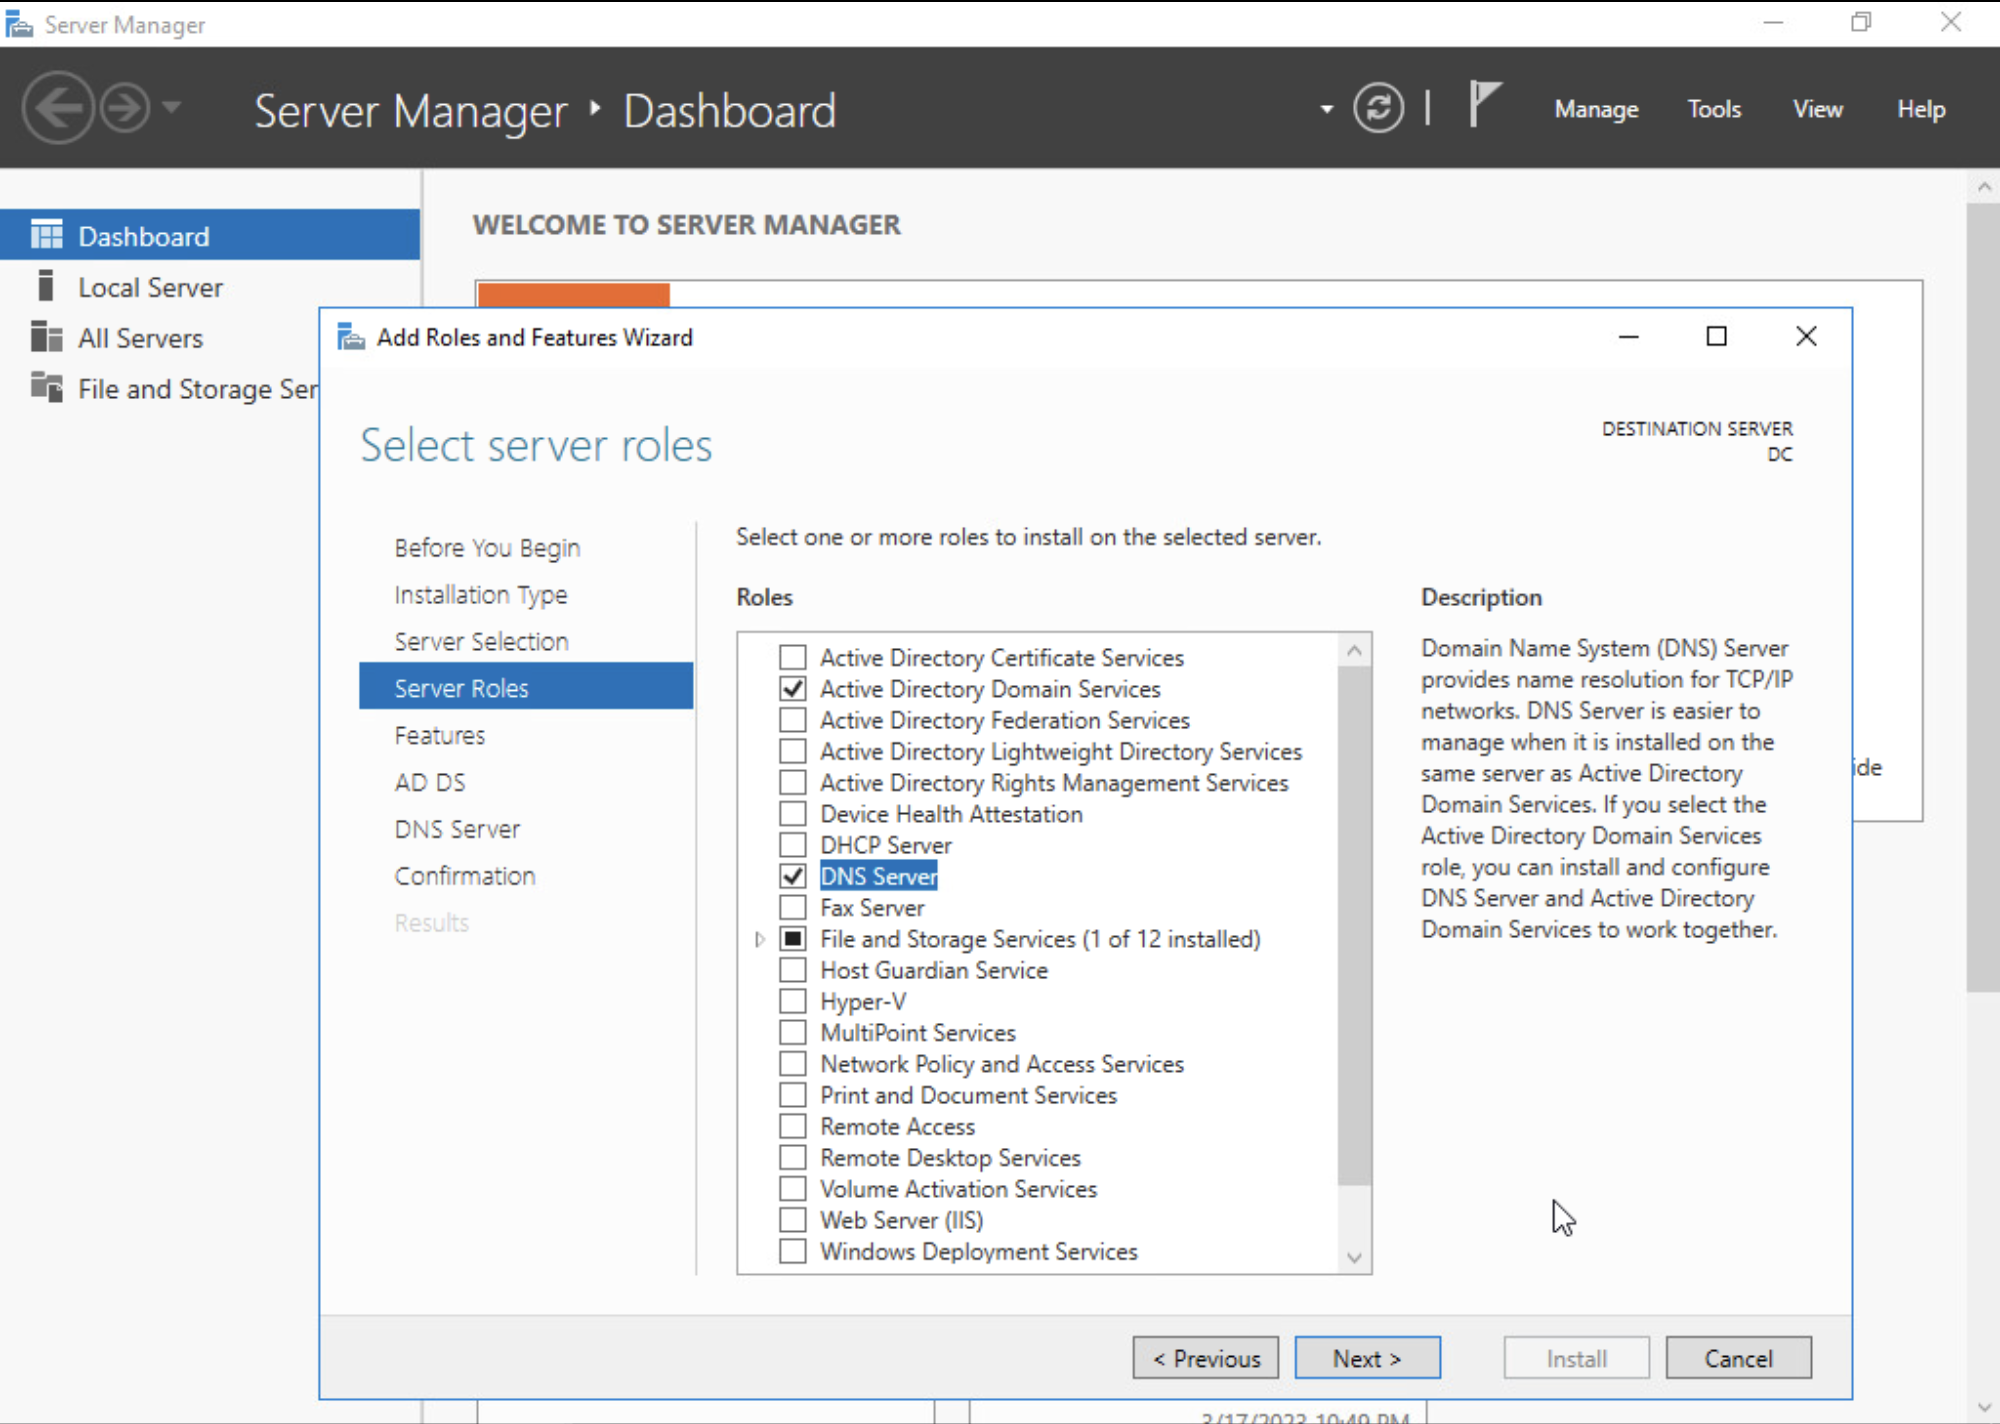 Server Manager
Server Manager ‣ Dashboard
Manage Tools View Help
Dashboard
Local Server
All Servers
File and Storage Ser
WELCOME TO SERVER MANAGER
ide
Add Roles and Features Wizard
Select server roles
DESTINATION SERVER
DC
Before You Begin
Installation Type
Server Selection
Server Roles
Features
AD DS
DNS Server
Confirmation
Results
Select one or more roles to install on the selected server.
Roles
Active Directory Certificate Services
Active Directory Domain Services
Active Directory Federation Services
Active Directory Lightweight Directory Services
Active Directory Rights Management Services
Device Health Attestation
DHCP Server
DNS Server
Fax Server
File and Storage Services (1 of 12 installed)
Host Guardian Service
Hyper-V
MultiPoint Services
Network Policy and Access Services
Print and Document Services
Remote Access
Remote Desktop Services
Volume Activation Services
Web Server (IIS)
Windows Deployment Services
Description
Domain Name System (DNS) Server
provides name resolution for TCP/IP
networks. DNS Server is easier to
manage when it is installed on the
same server as Active Directory
Domain Services. If you select the
Active Directory Domain Services
role, you can install and configure
DNS Server and Active Directory
Domain Services to work together.
< Previous
Next >
Install
Cancel
3/17/2023 10:49 PM